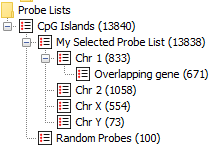 Probe Lists
CpG Islands (13840)
My Selected Probe List (13838)
Chr 1 (833)
Overlapping gene (671)
Chr 2 (1058)
Chr X (554)
Chr Y (73)
Random Probes (100)